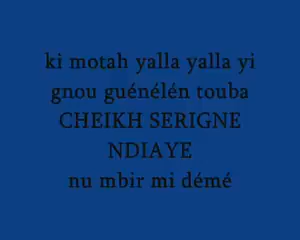 ki motah yalla yalla yi
gnou guénélén touba
CHEIKH SERIGNE
NDIAYE
nu mbir mi démé